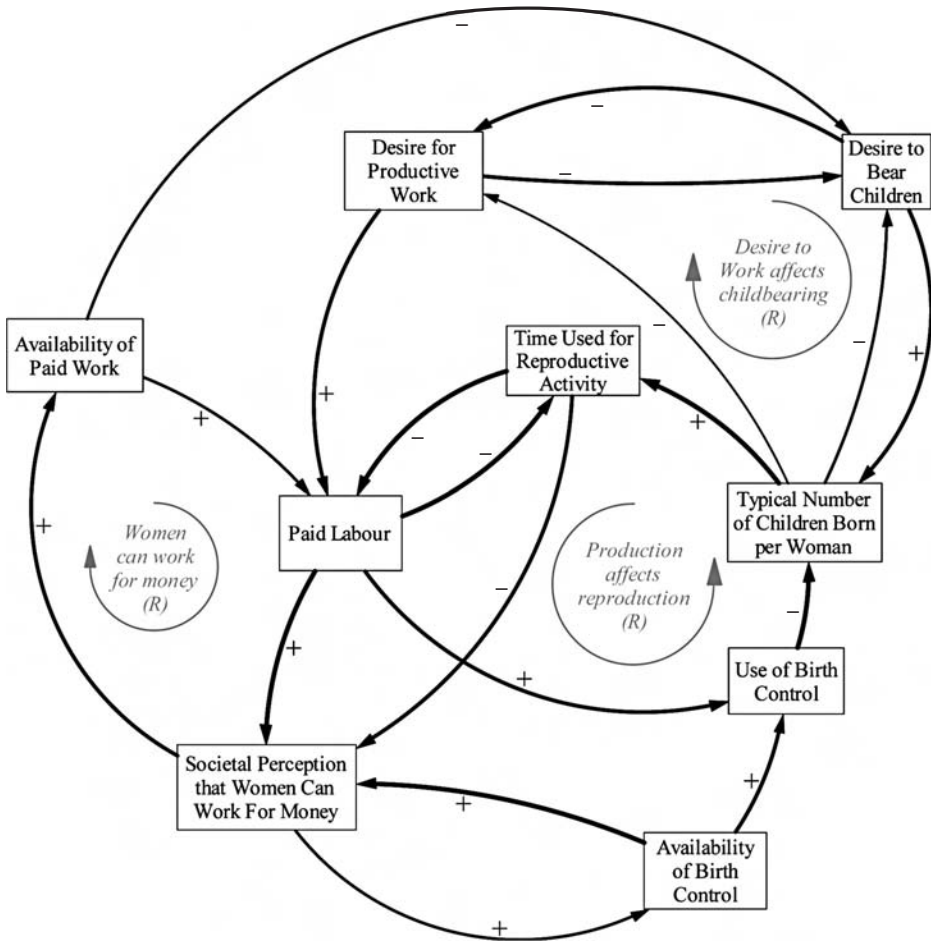 −
−
Desire for
Productive
Work
Desire to
Bear
Children
−
Desire to
Work affects
childbearing
(R)
Availability of
Paid Work
Time Used for
Reproductive
Activity
−
−
+
+
+
+
−
−
+
Typical Number
of Children Born
per Woman
Paid Labour
Women
can work
for money
(R)
Production
affects
reproduction
(R)
+
−
−
+
+
Use of Birth
Control
Societal Perception
that Women Can
Work For Money
+
+
Availability
of Birth
Control
+